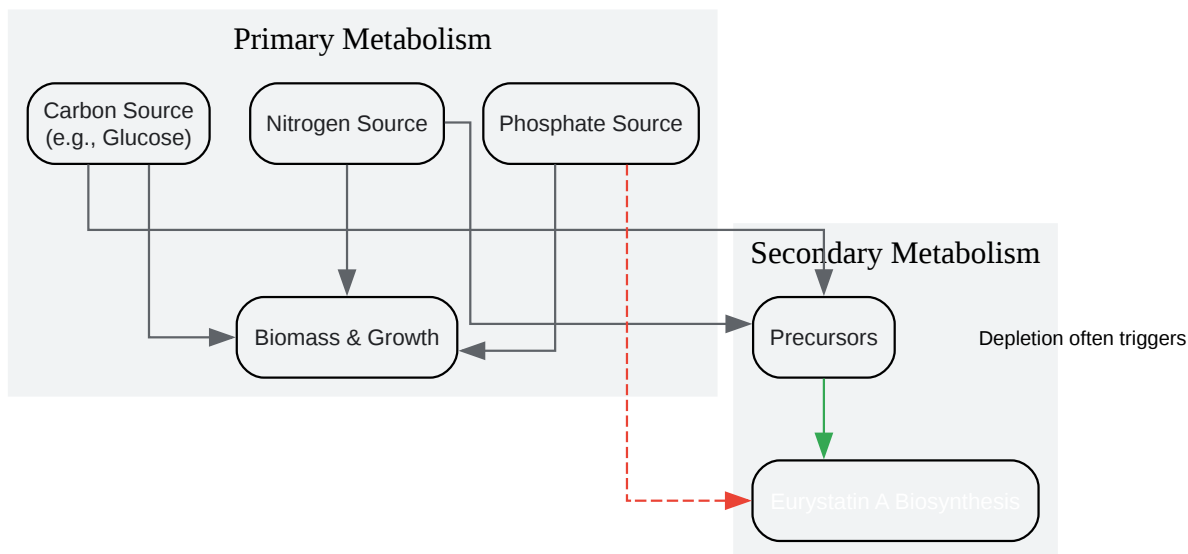 Primary Metabolism
Carbon Source
(e.g., Glucose)
Nitrogen Source
Phosphate Source
Secondary Metabolism
Biomass & Growth
Precursors
Depletion often triggers
Eurystatin A Biosynthesis